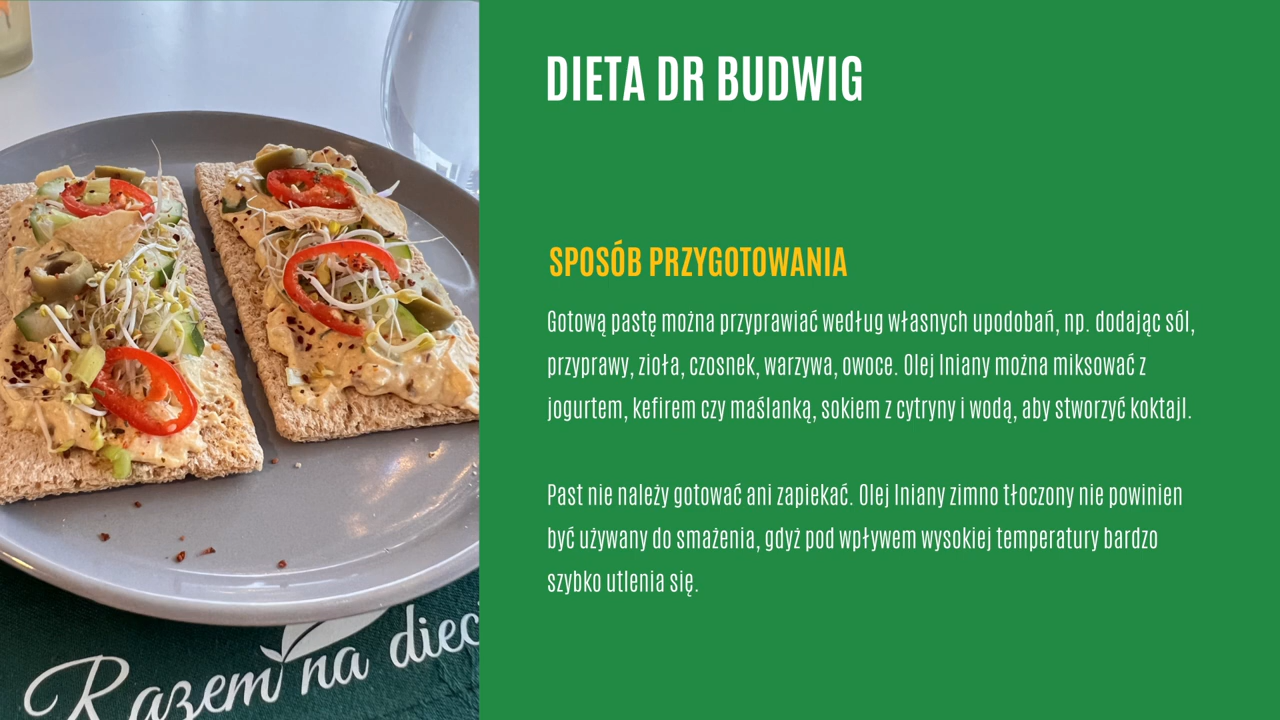 DIETA DR BUDWIG
SPOSÓB PRZYGOTOWANIA
Gotową pastę można przyprawiać według własnych upodobań, np. dodając sól,
przyprawy, zioła, czosnek, warzywa, owoce. Olej lniany można miksować z
jogurtem, kefirem czy maślanką, sokiem z cytryny i wodą, aby stworzyć koktajl.
Past nie należy gotować ani zapiekać. Olej lniany zimno tłoczony nie powinien
być używany do smażenia, gdyż pod wpływem wysokiej temperatury bardzo
szybko utlenia się.
Razem na diec